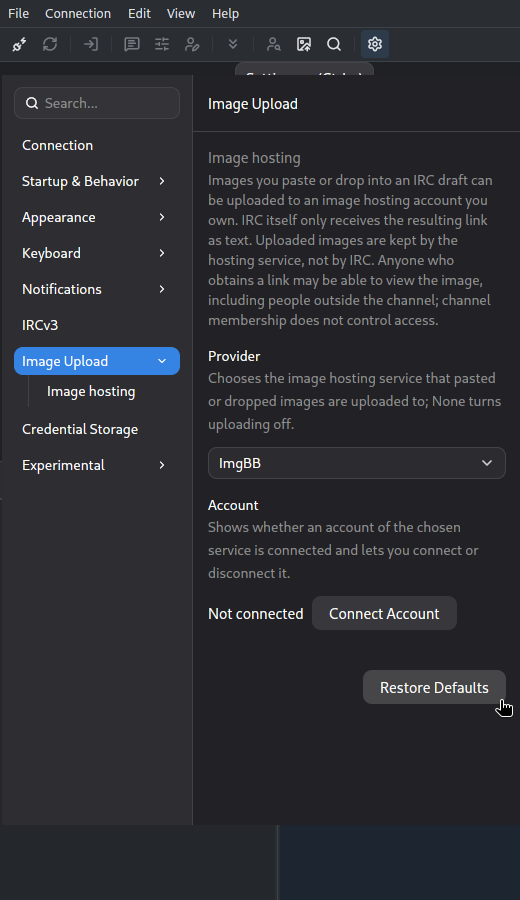 File Connection Edit View Help
Search...
Connection
Startup & Behavior
Appearance
Keyboard
Notifications
IRCv3
Image Upload
Image hosting
Credential Storage
Experimental
Image Upload
Image hosting
Images you paste or drop into an IRC draft can
be uploaded to an image hosting account you
own. IRC itself only receives the resulting link
as text. Uploaded images are kept by the
hosting service, not by IRC. Anyone who
obtains a link may be able to view the image,
including people outside the channel; channel
membership does not control access.
Provider
Chooses the image hosting service that pasted
or dropped images are uploaded to; None turns
uploading off.
ImgBB
Account
Shows whether an account of the chosen
service is connected and lets you connect or
disconnect it.
Not connected Connect Account
Restore Defaults